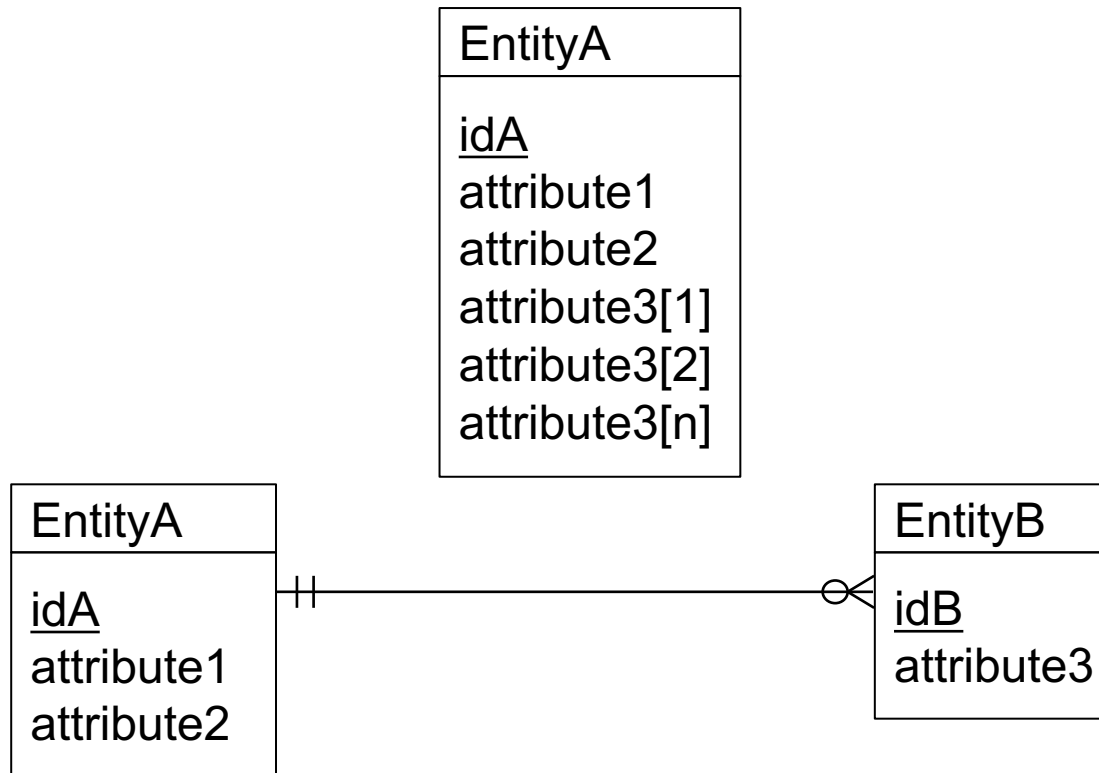 EntityA
idA
attribute1
attribute2
attribute3[1]
attribute3[2]
attribute3[n]
EntityA
idA
attribute1
attribute2
EntityB
idB
attribute3